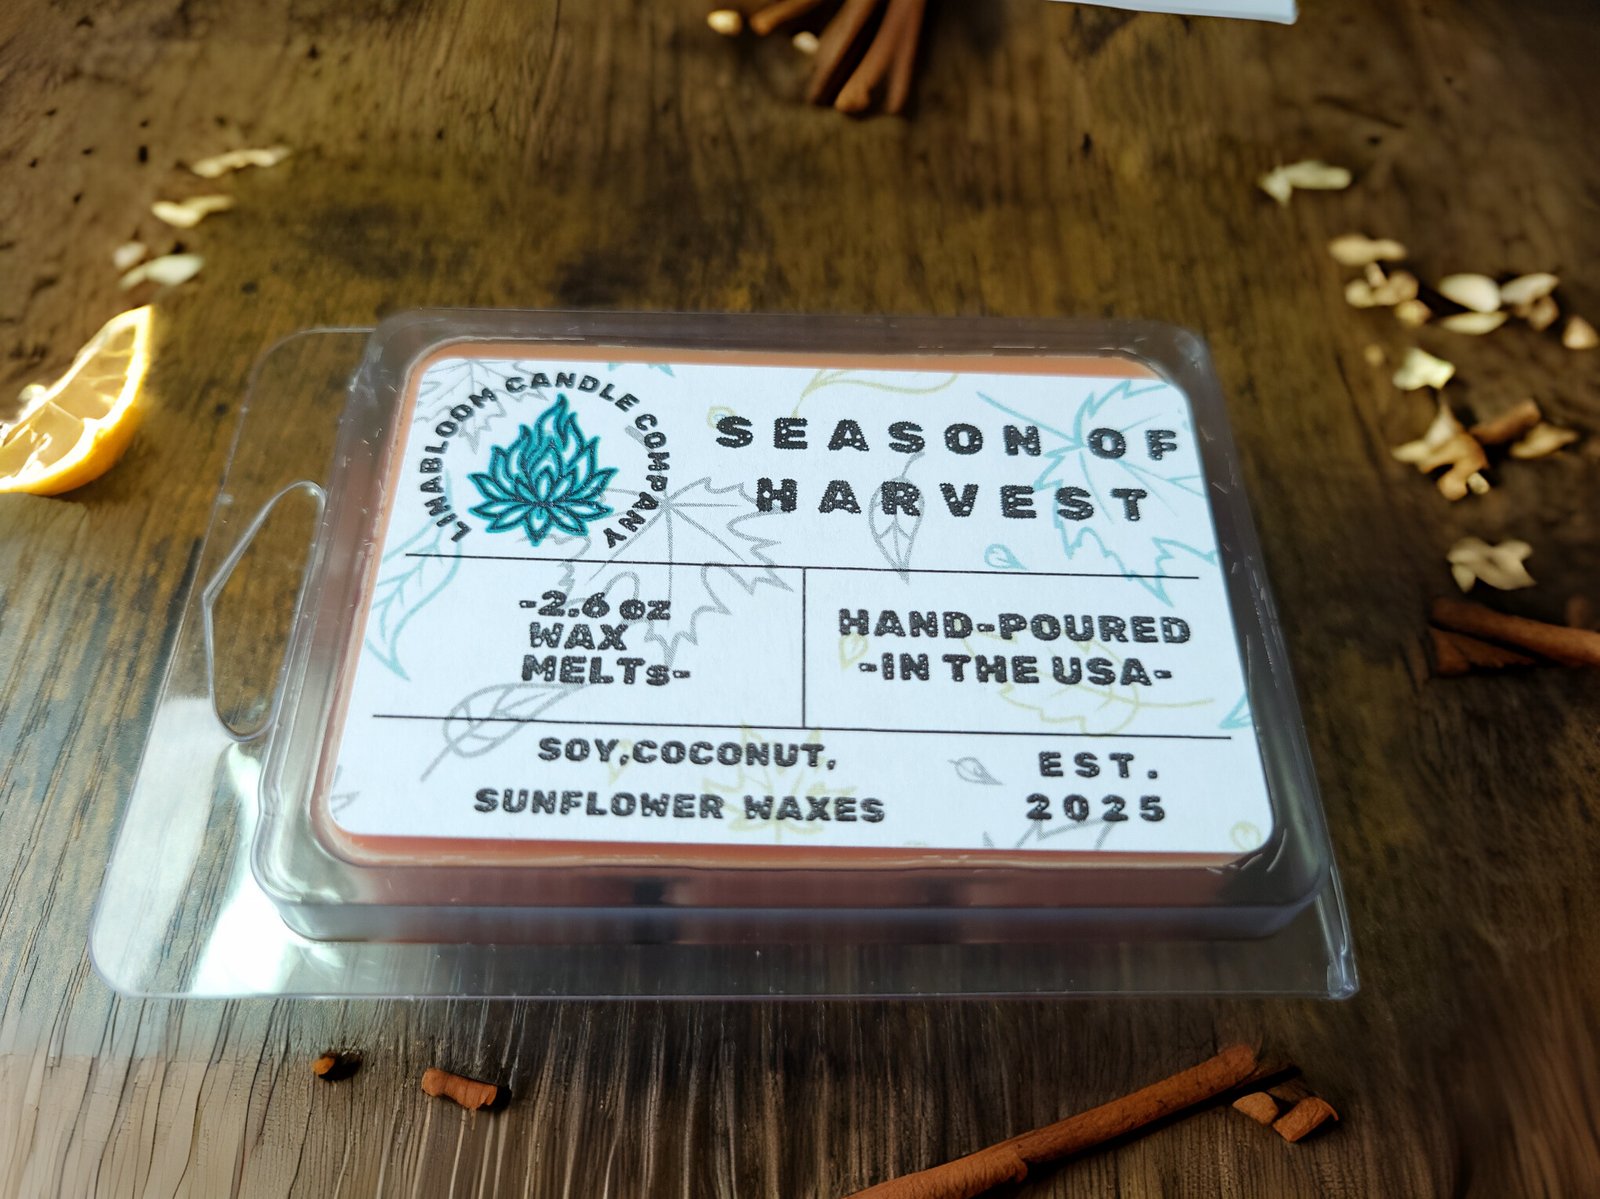 LINABLOOM CANDLE COMPANY
SEASON OF
HARVEST
-2.6 oz
WAX
MELTs-
HAND-POURED
-IN THE USA-
SOY,COCONUT,
SUNFLOWER WAXES
EST.
2025